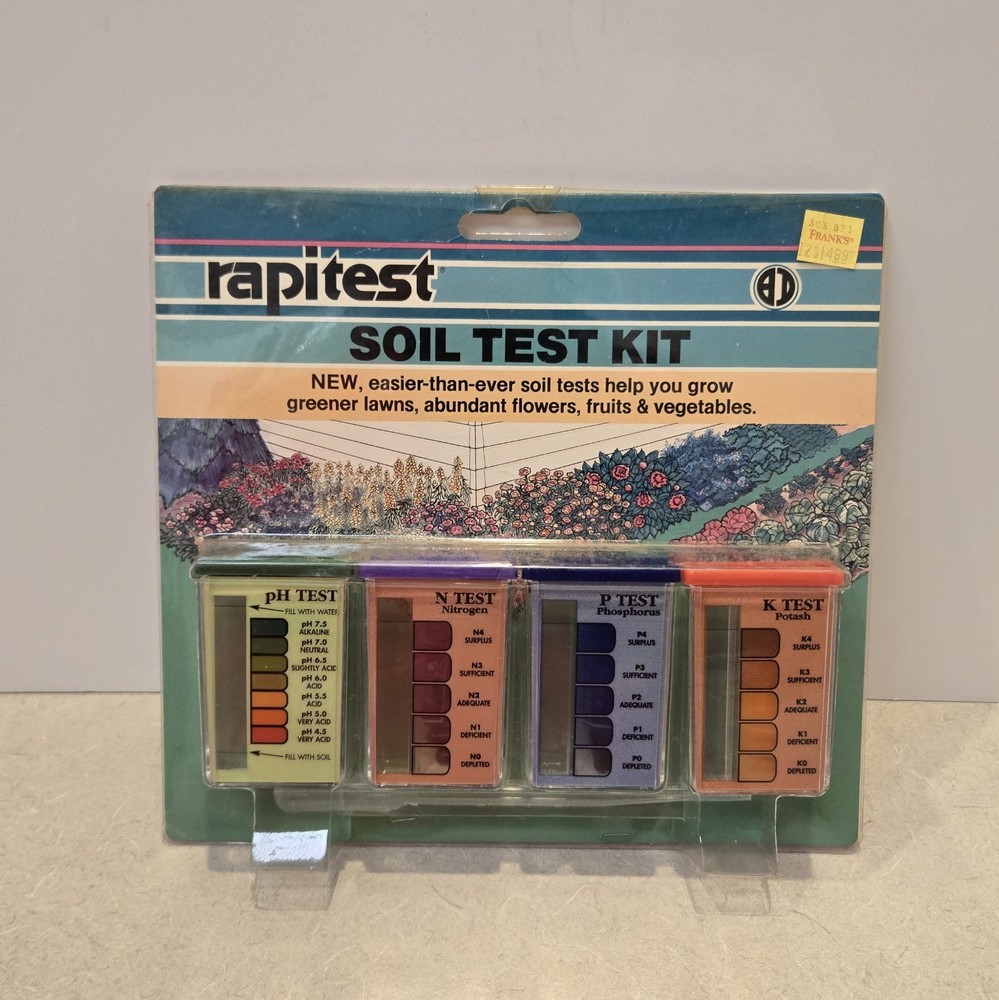 FRANK'S
rapitest
AD
SOIL TEST KIT
NEW, easier-than-ever soil tests help you grow
greener lawns, abundant flowers, fruits & vegetables.
pH TEST
FILL WITH WATER
pH 7.5
ALKALINE
pH 7.0
NEUTRAL
pH 6.5
SLIGHTLY ACID
pH 6.0
ACID
pH 5.5
ACID
pH 5.0
VERY ACID
pH 4.5
VERY ACID
FILL WITH SOIL
N TEST
Nitrogen
N4
SURPLUS
N3
SUFFICIENT
N2
ADEQUATE
N1
DEFICIENT
N0
DEPLETED
P TEST
Phosphorus
P4
SURPLUS
P3
SUFFICIENT
P2
ADEQUATE
P1
DEFICIENT
P0
DEPLETED
K TEST
Potash
K4
SURPLUS
K3
SUFFICIENT
K2
ADEQUATE
K1
DEFICIENT
K0
DEPLETED